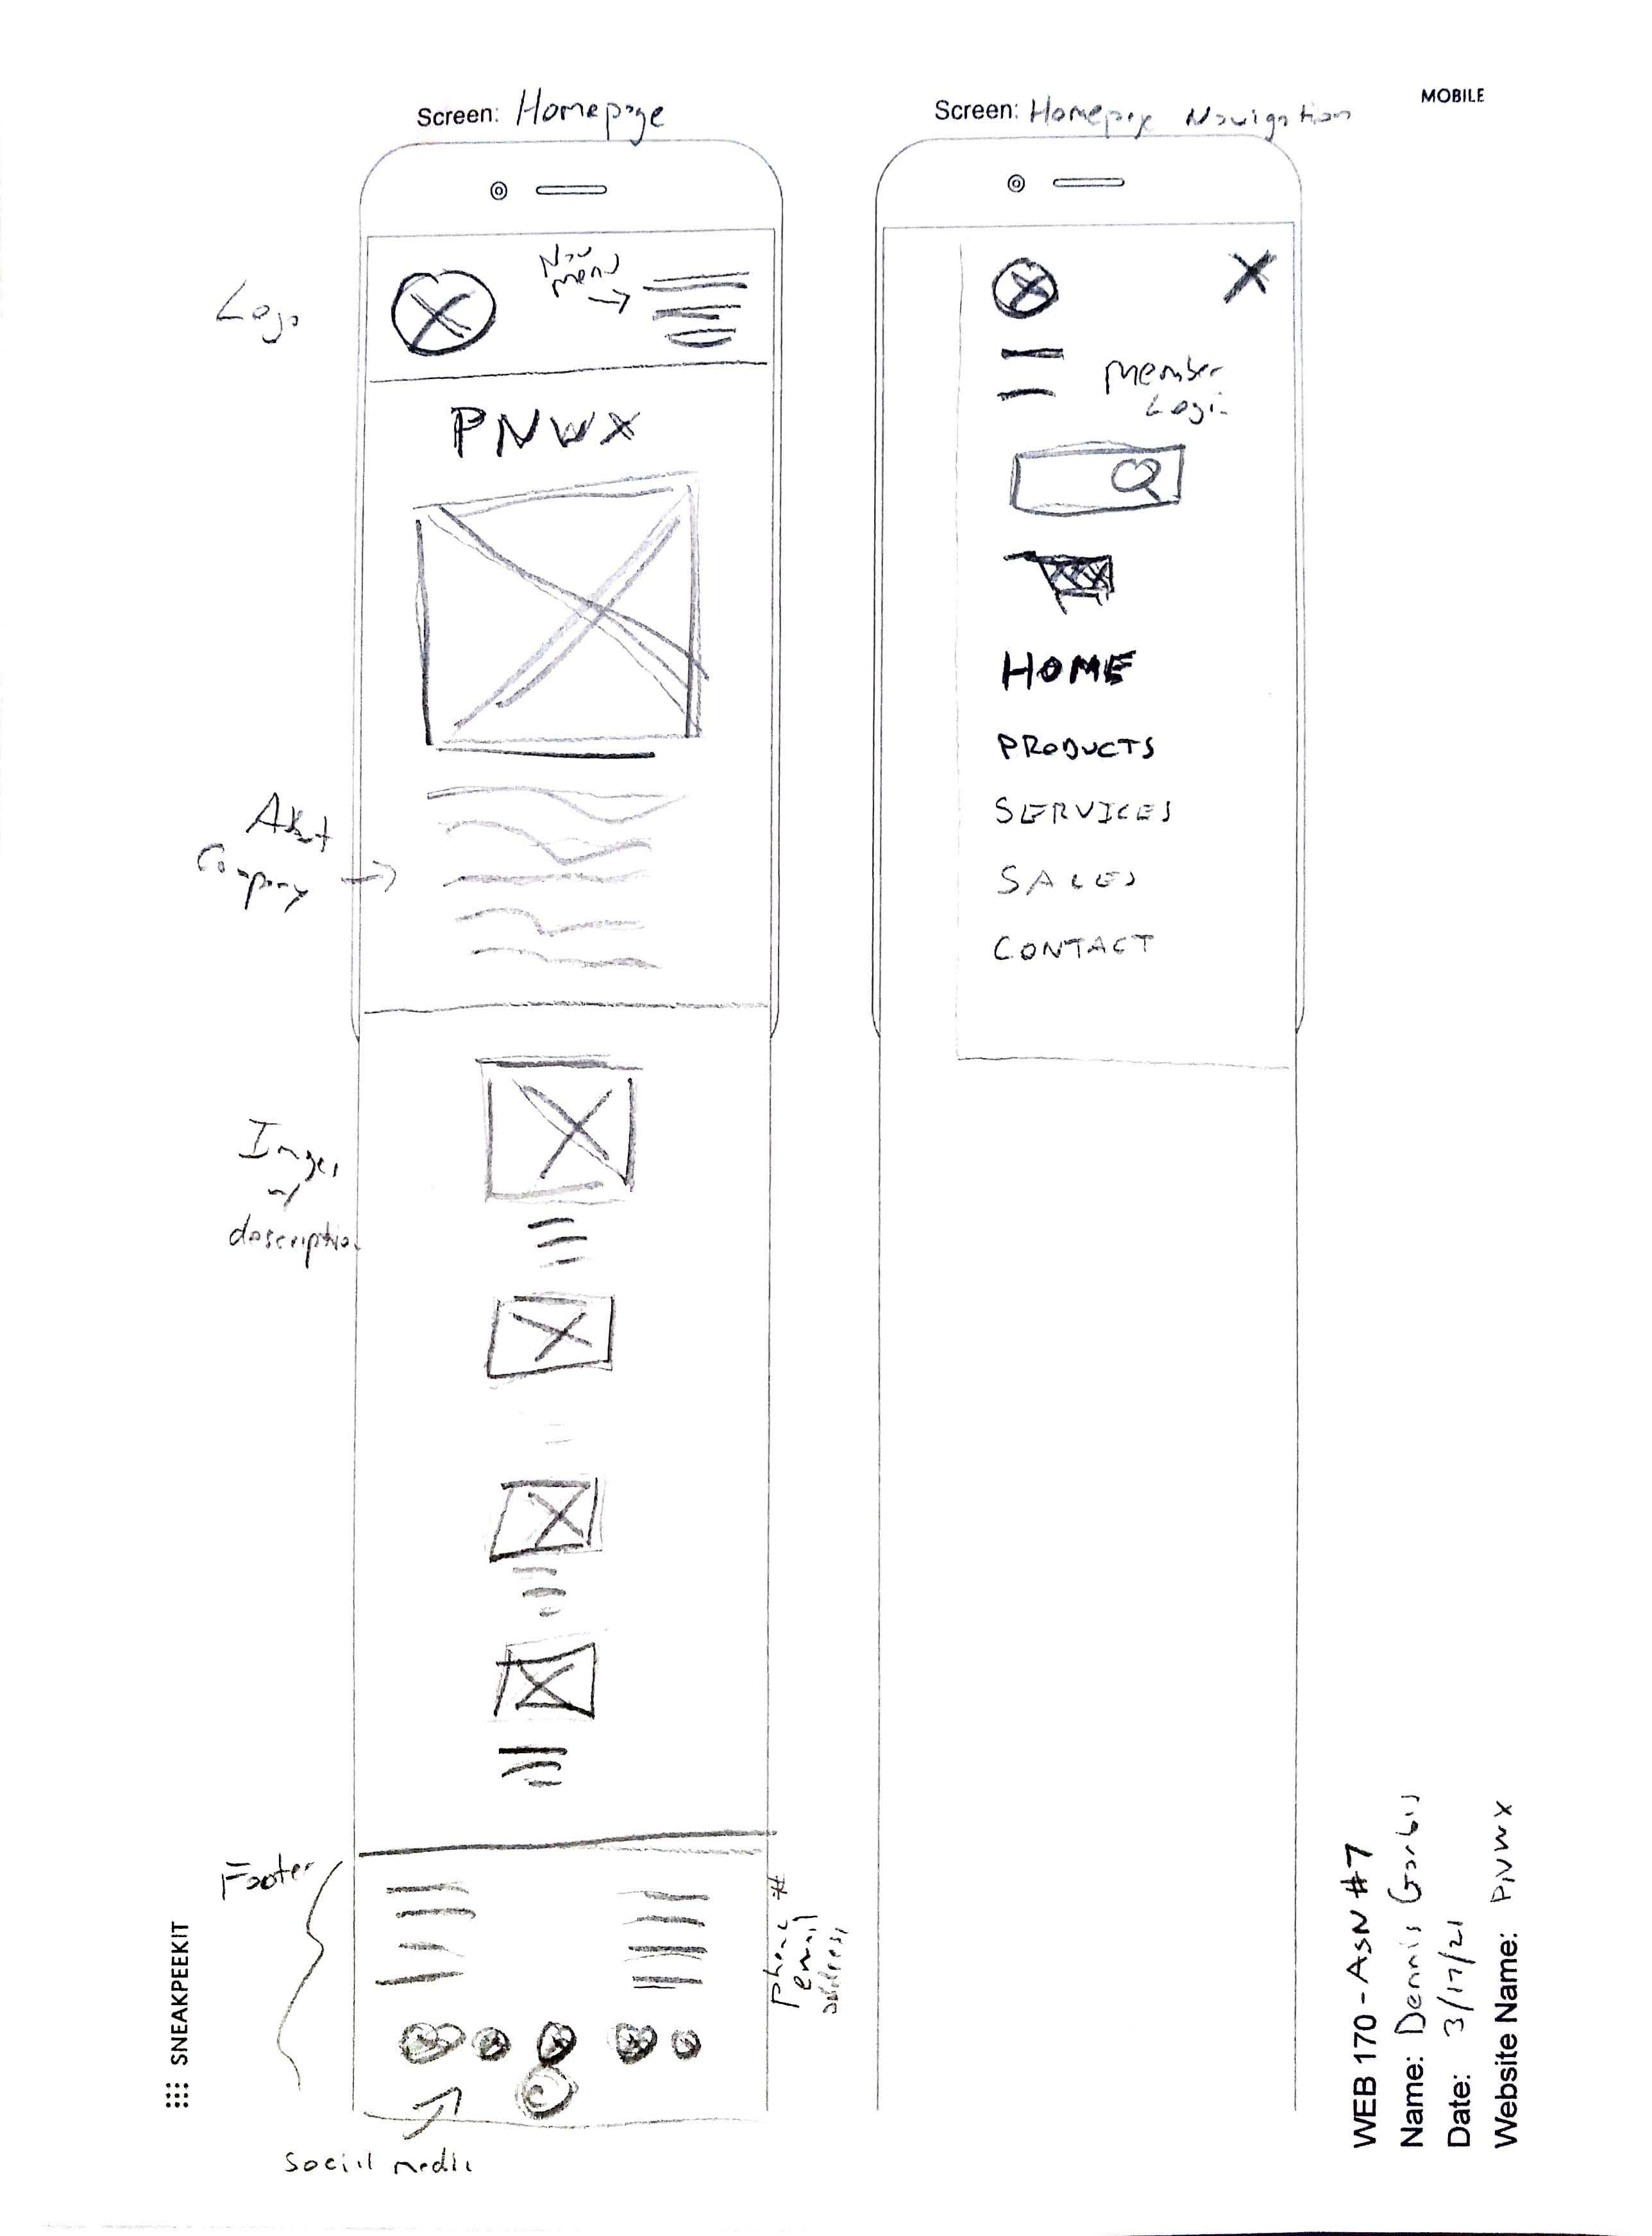 MOBILE
Screen: Homepage
Screen: Homepage Navigation
Logo
Nav
menu
PNWX
Member
Login
HOME
PRODUCTS
SERVICES
SALES
CONTACT
About
Company
Images
w/
description
Footer
Phone #
email
address
social media
SNEAKPEEKIT
WEB 170 - ASN #7
Name: Dennis
Date: 3/17/21
Website Name: PNWX